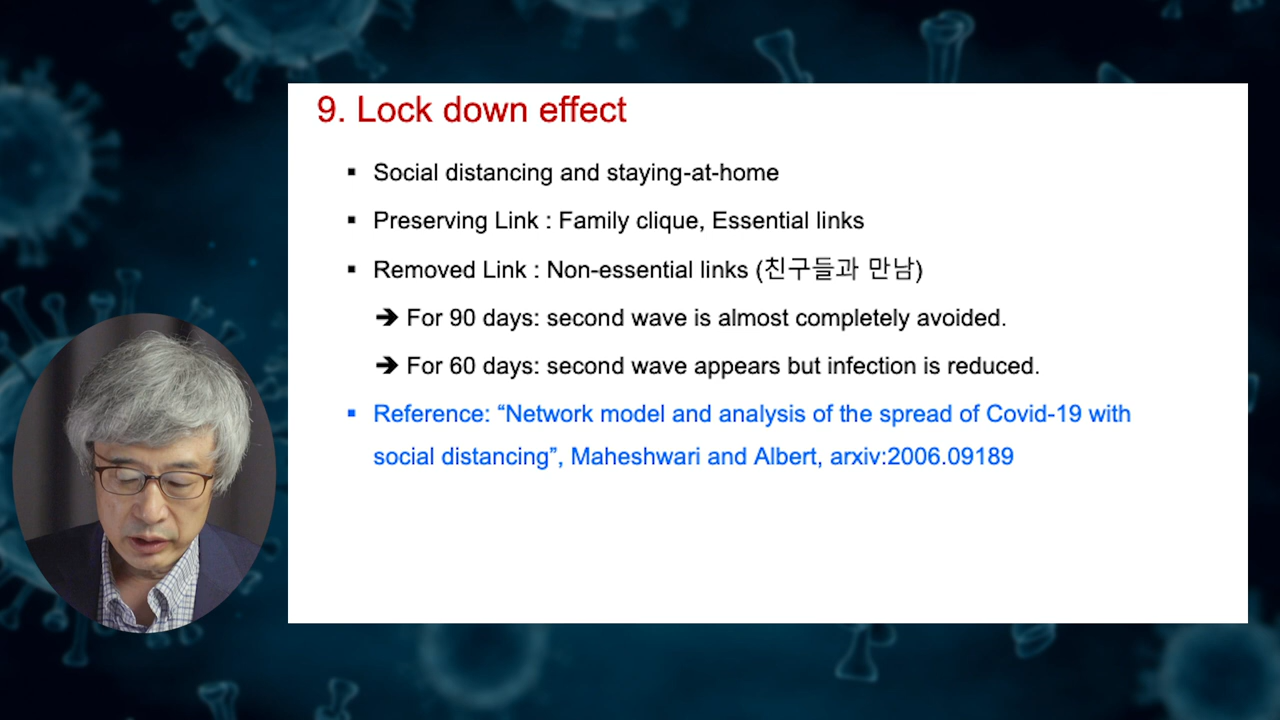 9. Lock down effect
▪ Social distancing and staying-at-home
▪ Preserving Link : Family clique, Essential links
▪ Removed Link : Non-essential links (친구들과 만남)
➔ For 90 days: second wave is almost completely avoided.
➔ For 60 days: second wave appears but infection is reduced.
▪ Reference: “Network model and analysis of the spread of Covid-19 with
social distancing”, Maheshwari and Albert, arxiv:2006.09189